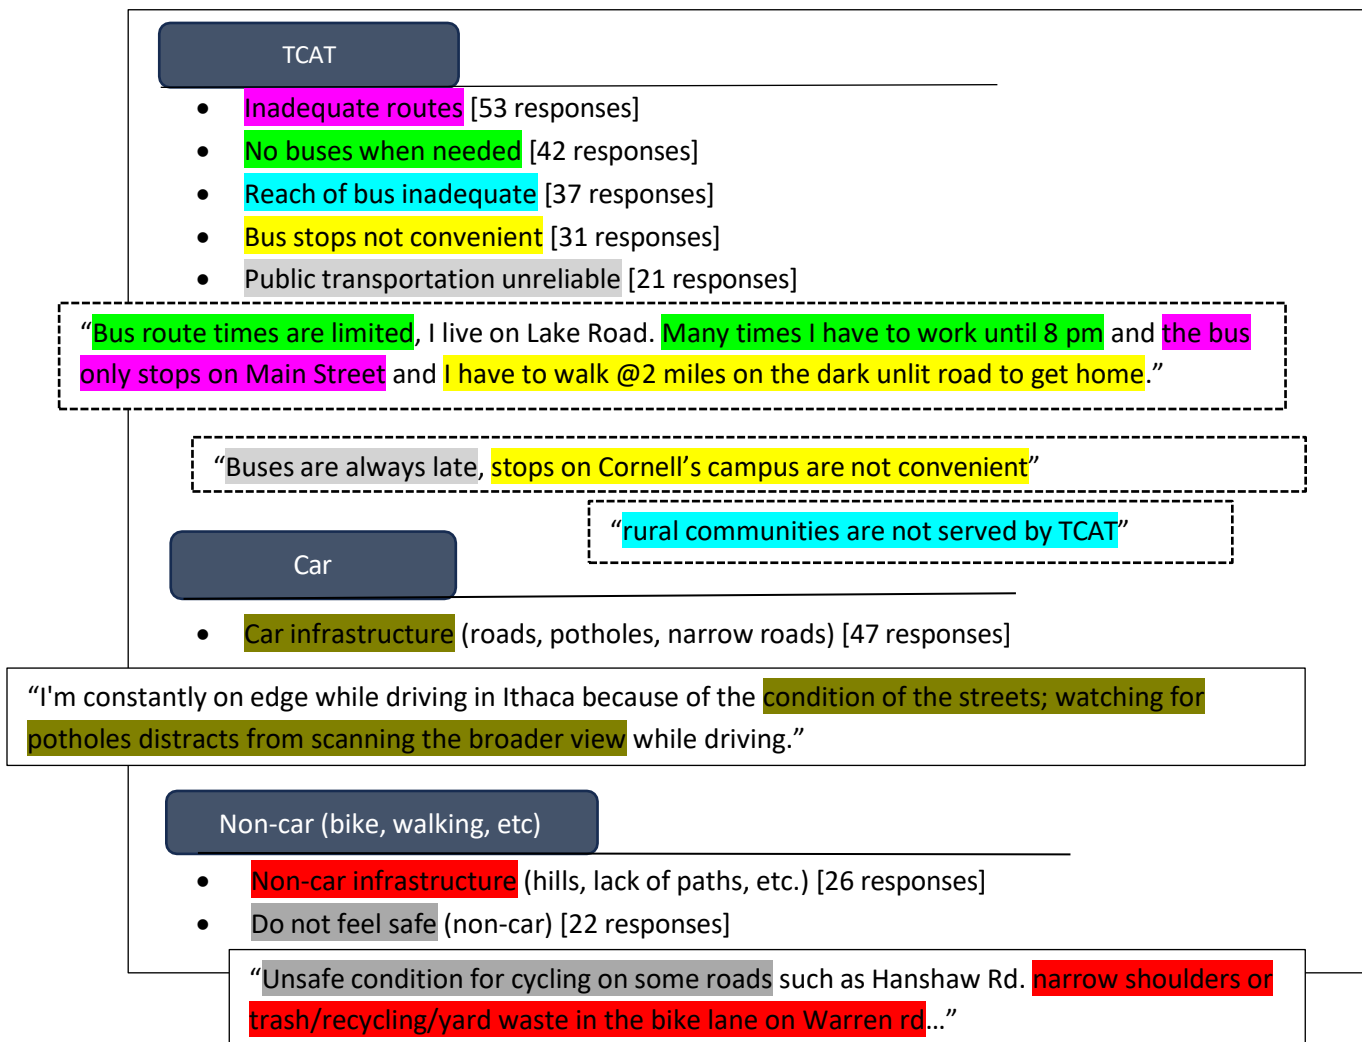 TCAT
• Inadequate routes [53 responses]
• No buses when needed [42 responses]
• Reach of bus inadequate [37 responses]
• Bus stops not convenient [31 responses]
• Public transportation unreliable [21 responses]
“Bus route times are limited, I live on Lake Road. Many times I have to work until 8 pm and the bus
only stops on Main Street and I have to walk @2 miles on the dark unlit road to get home.”
“Buses are always late, stops on Cornell’s campus are not convenient”
“rural communities are not served by TCAT”
Car
• Car infrastructure (roads, potholes, narrow roads) [47 responses]
“I'm constantly on edge while driving in Ithaca because of the condition of the streets; watching for
potholes distracts from scanning the broader view while driving.”
Non-car (bike, walking, etc)
• Non-car infrastructure (hills, lack of paths, etc.) [26 responses]
• Do not feel safe (non-car) [22 responses]
“Unsafe condition for cycling on some roads such as Hanshaw Rd. narrow shoulders or
trash/recycling/yard waste in the bike lane on Warren rd…”